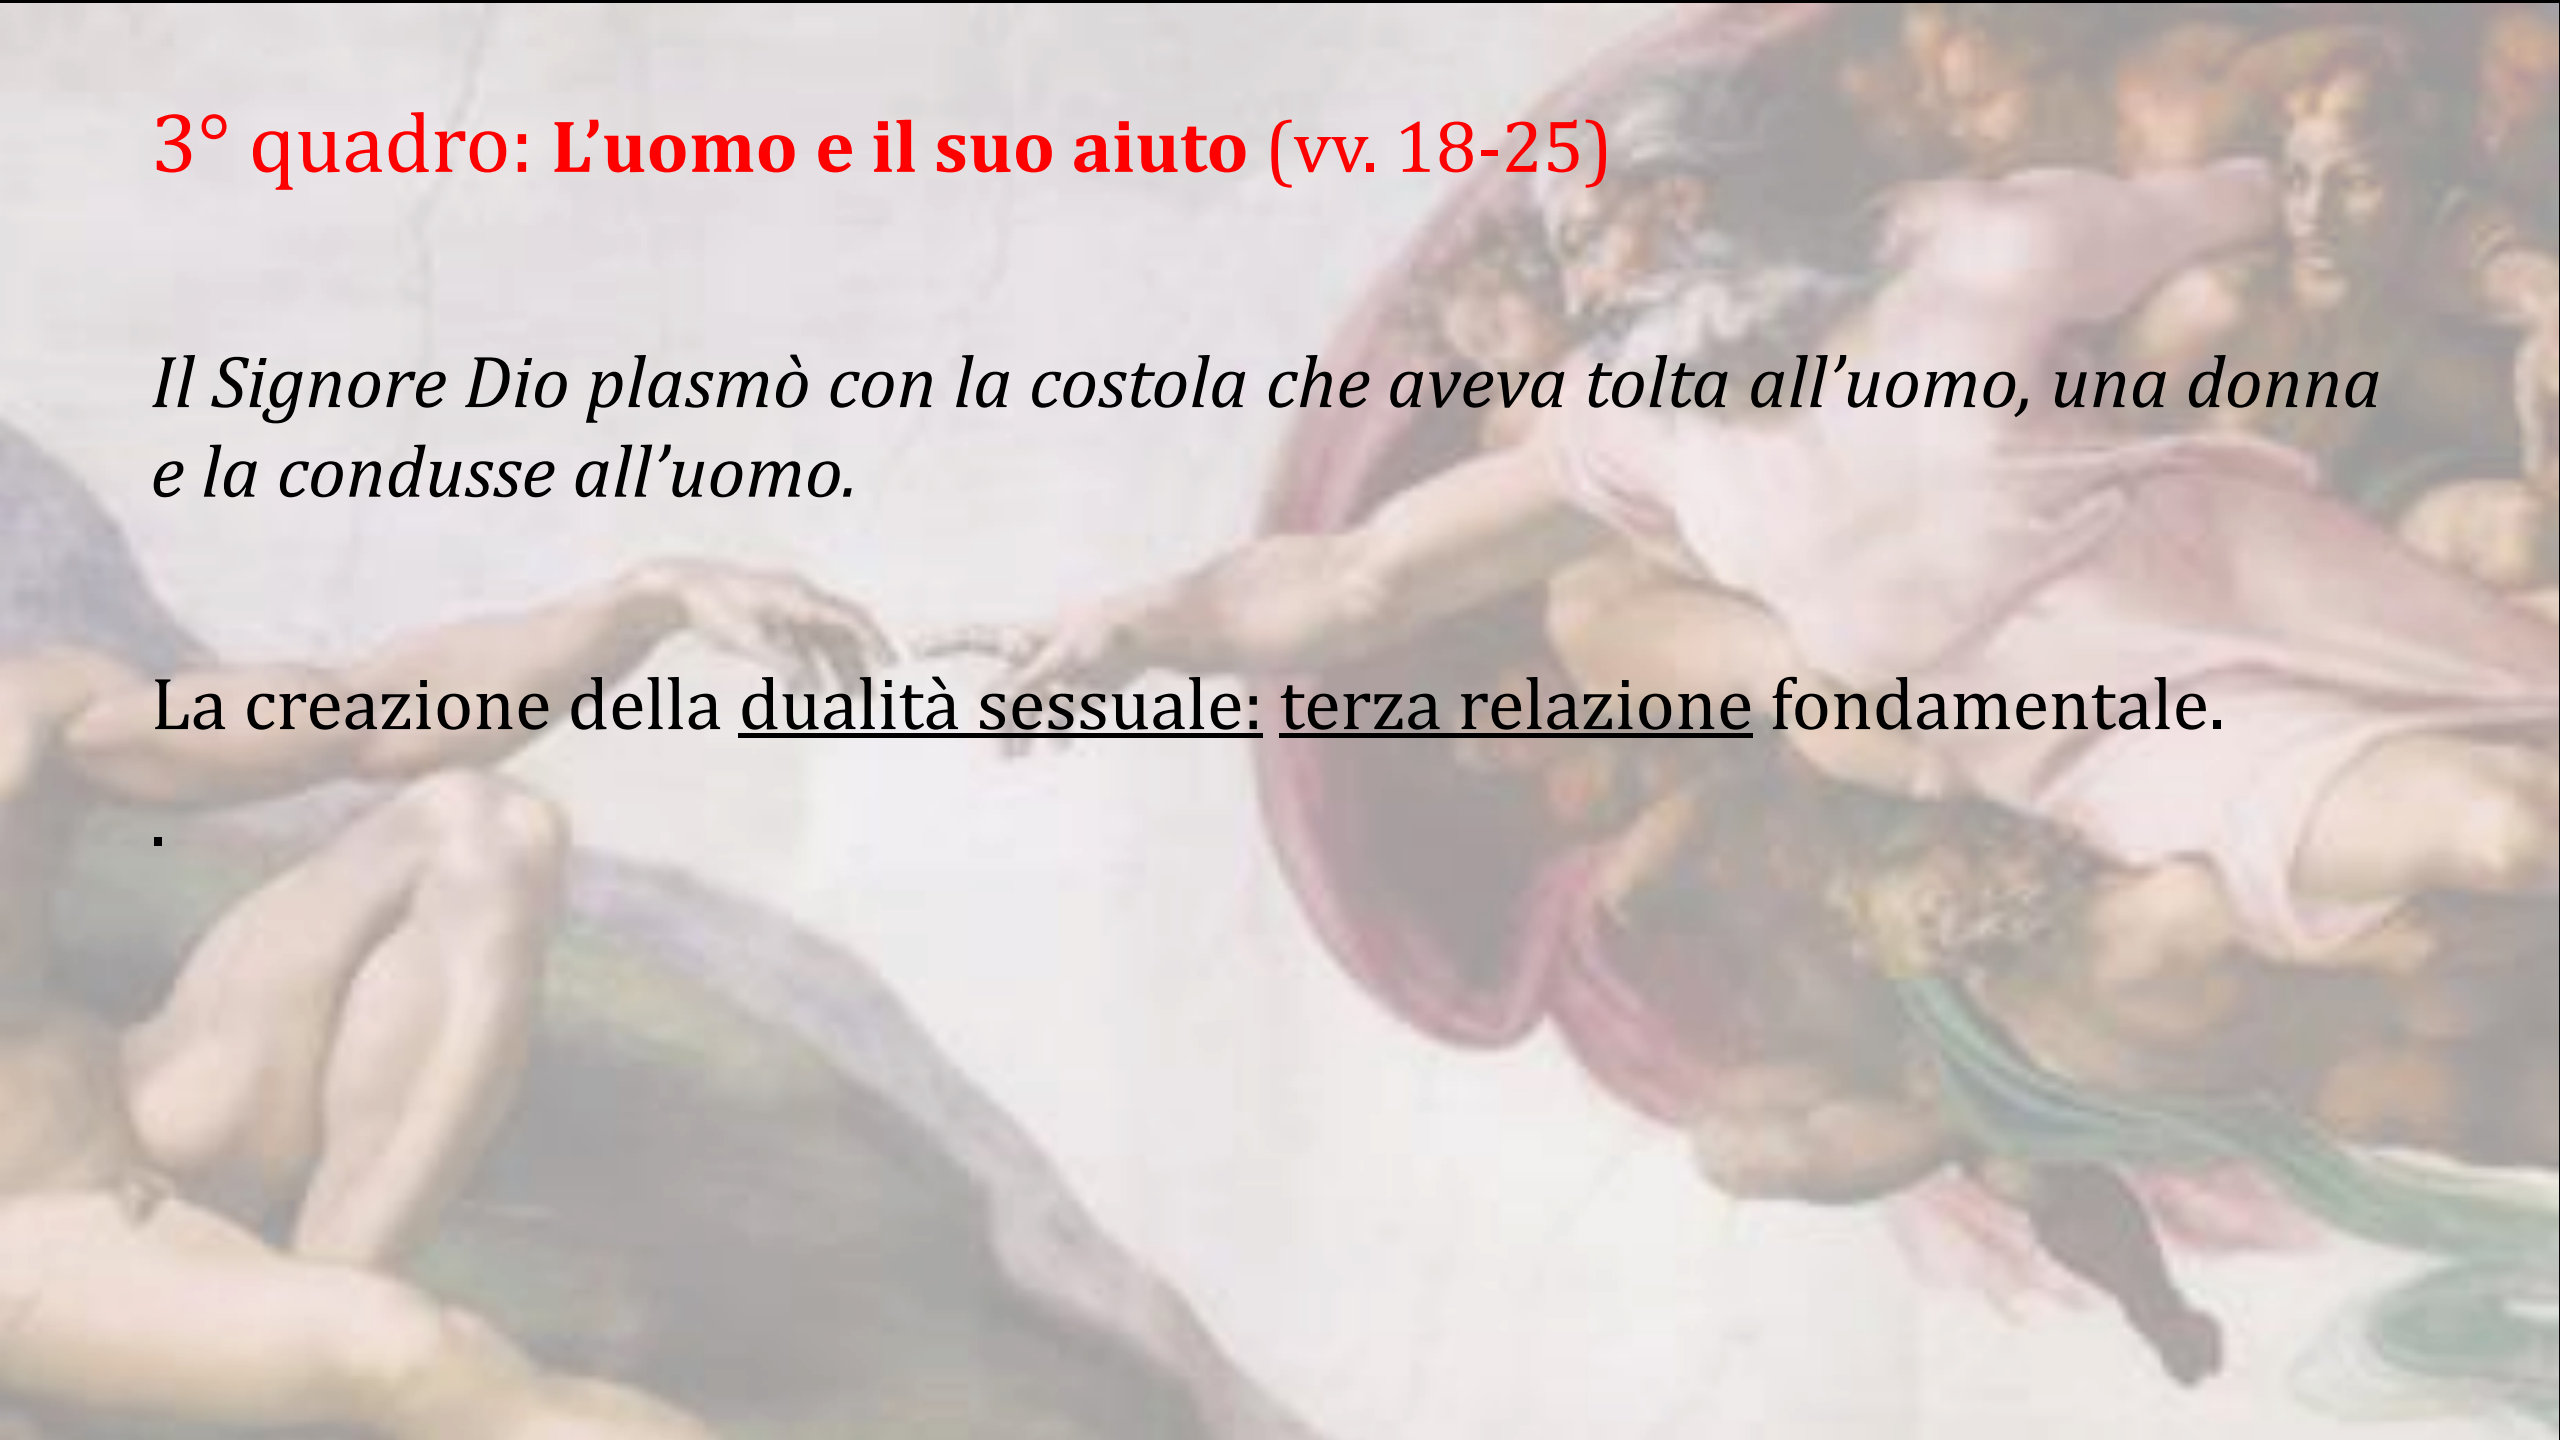 3° quadro: L’uomo e il suo aiuto (vv. 18-25)
Il Signore Dio plasmò con la costola che aveva tolta all’uomo, una donna
e la condusse all’uomo.
La creazione della dualità sessuale: terza relazione fondamentale.
.